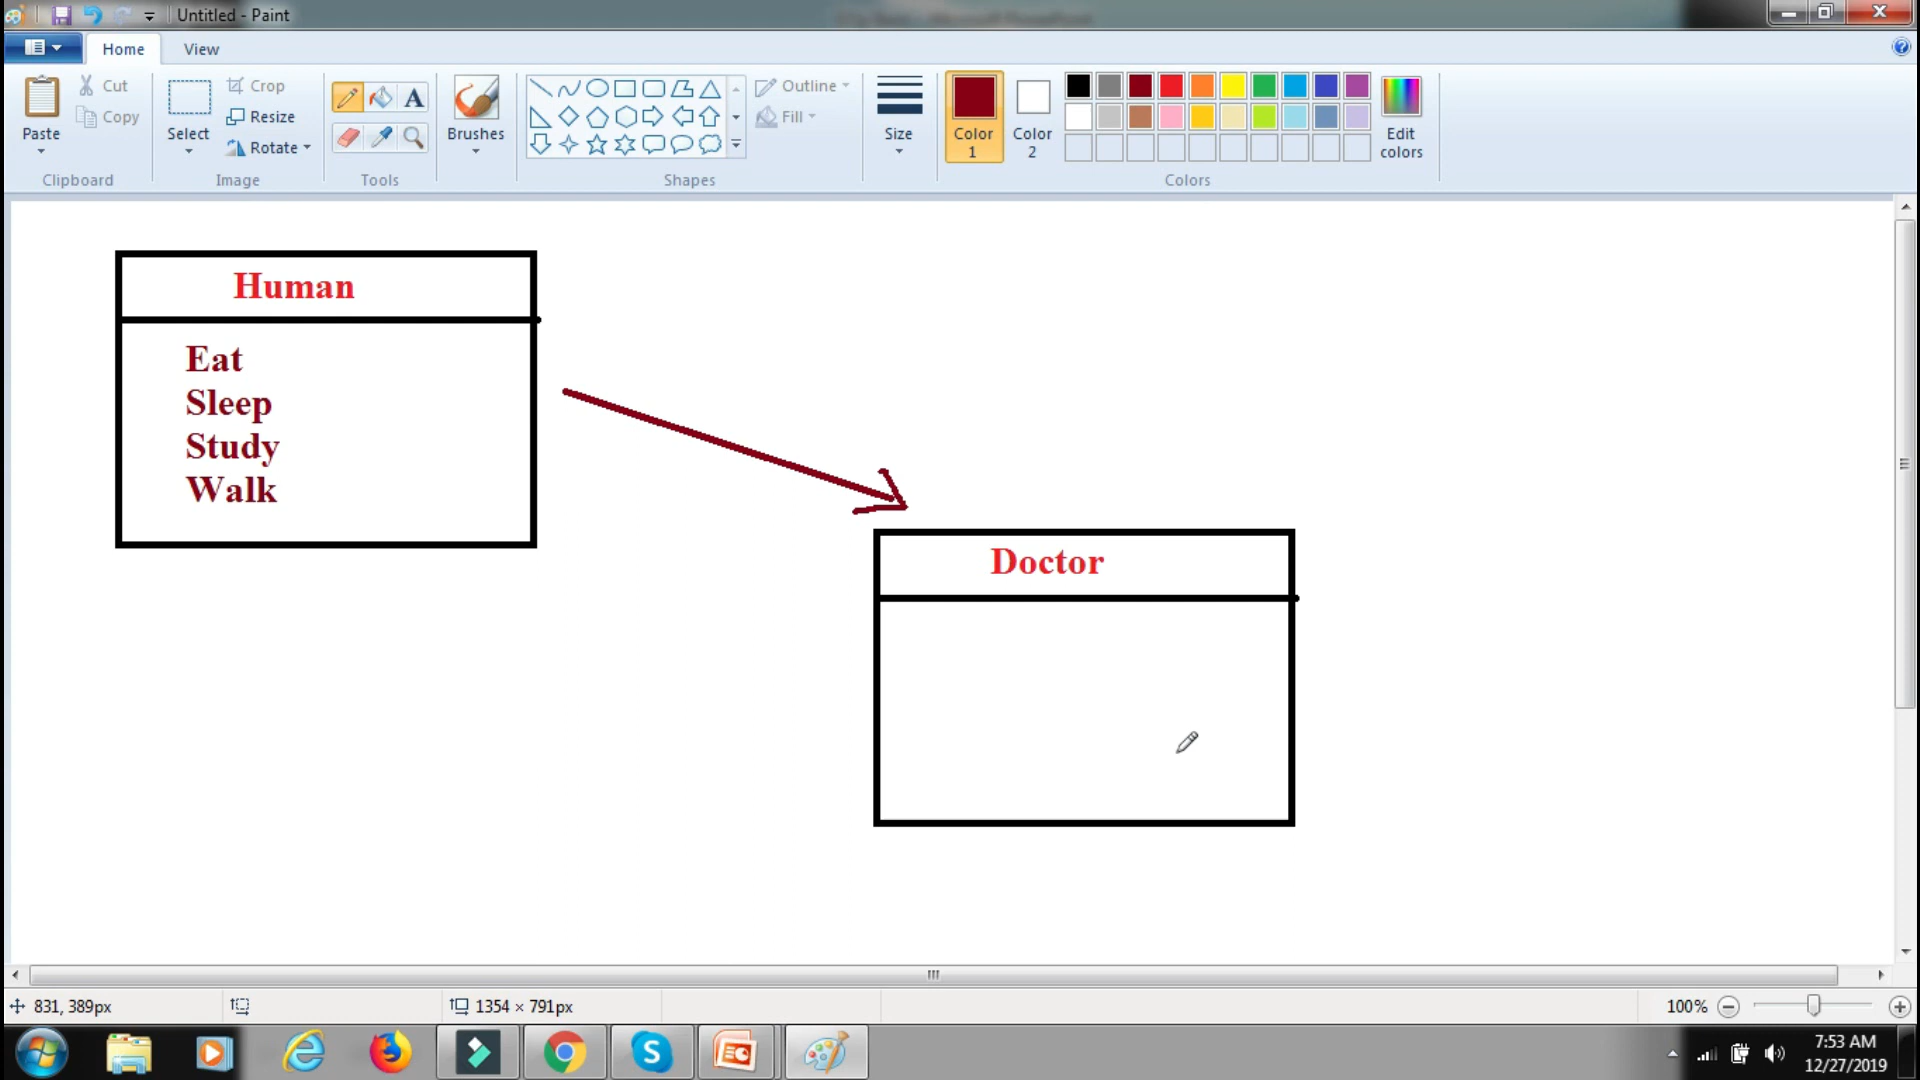 Untitled - Paint
Home View
Paste
Cut
Copy
Clipboard
Select
Crop
Resize
Rotate
Image
A
Tools
Brushes
Shapes
Outline
Fill
Size
Color 1
Color 2
Edit colors
Colors
Human
Eat
Sleep
Study
Walk
Doctor
831, 389px
1354 × 791px
100%
7:53 AM
12/27/2019